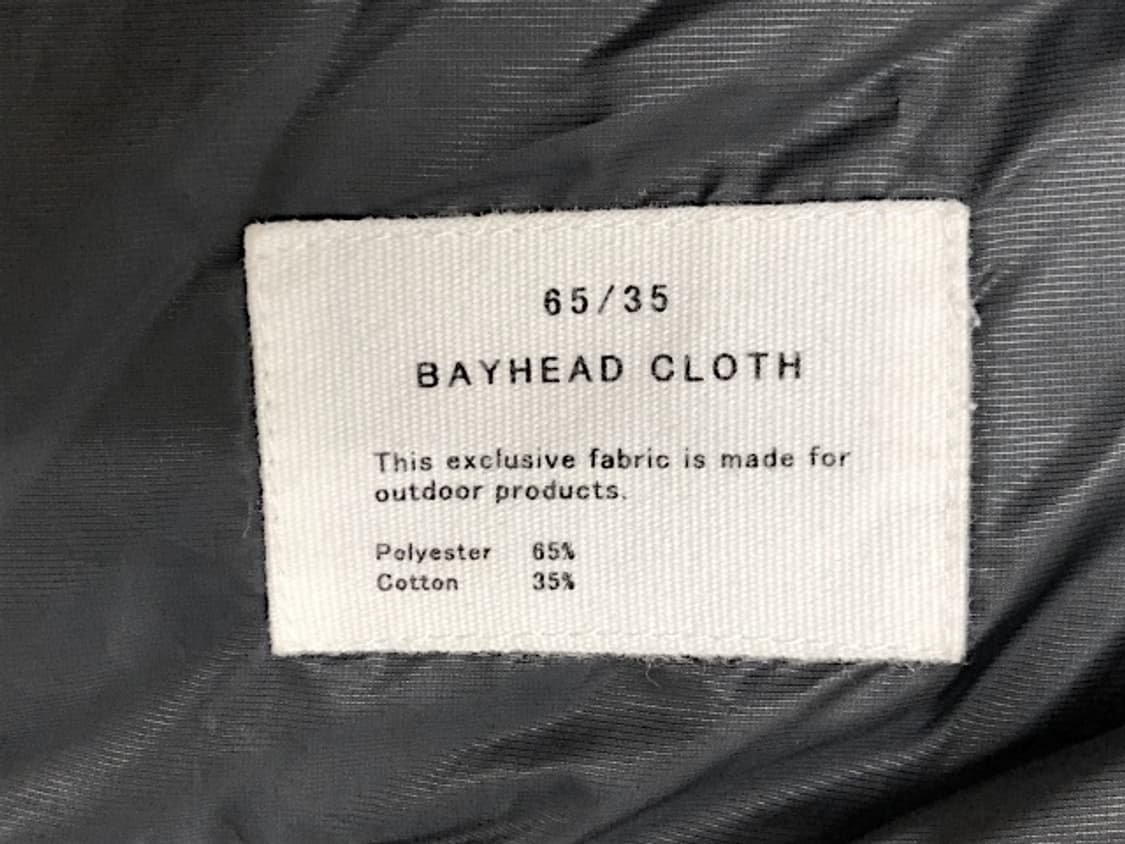 65/35
BAYHEAD CLOTH
This exclusive fabric is made for
outdoor products.
Polyester 65%
Cotton 35%